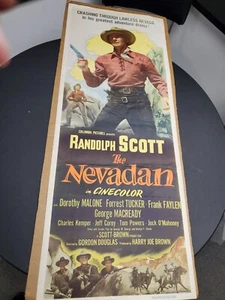 CRASHING THROUGH LAWLESS NEVADA...
in his greatest adventure drama!
COLUMBIA PICTURES presents
RANDOLPH SCOTT
The
Nevadan
in CINECOLOR
with Dorothy MALONE · Forrest TUCKER · Frank FAYLEN
George MACREADY
Charles Kemper · Jeff Corey · Tom Powers · Jock O'Mahoney
A SCOTT-BROWN PRODUCTION
Directed by GORDON DOUGLAS · Produced by HARRY JOE BROWN